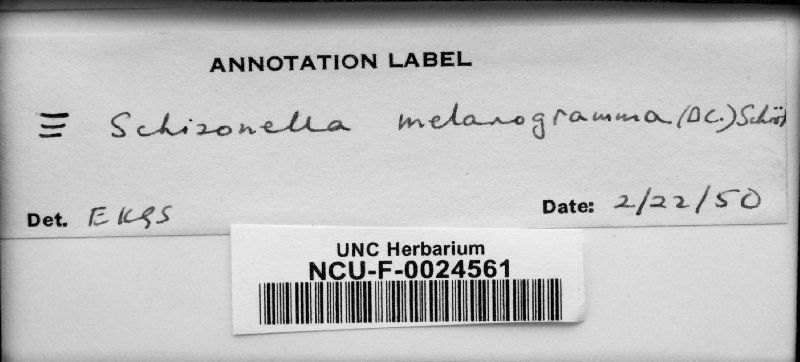 ANNOTATION LABEL
≡ Schizonella melanogramma (DC.) Schröt
Det. EKGS
Date: 2/22/50
UNC Herbarium
NCU-F-0024561